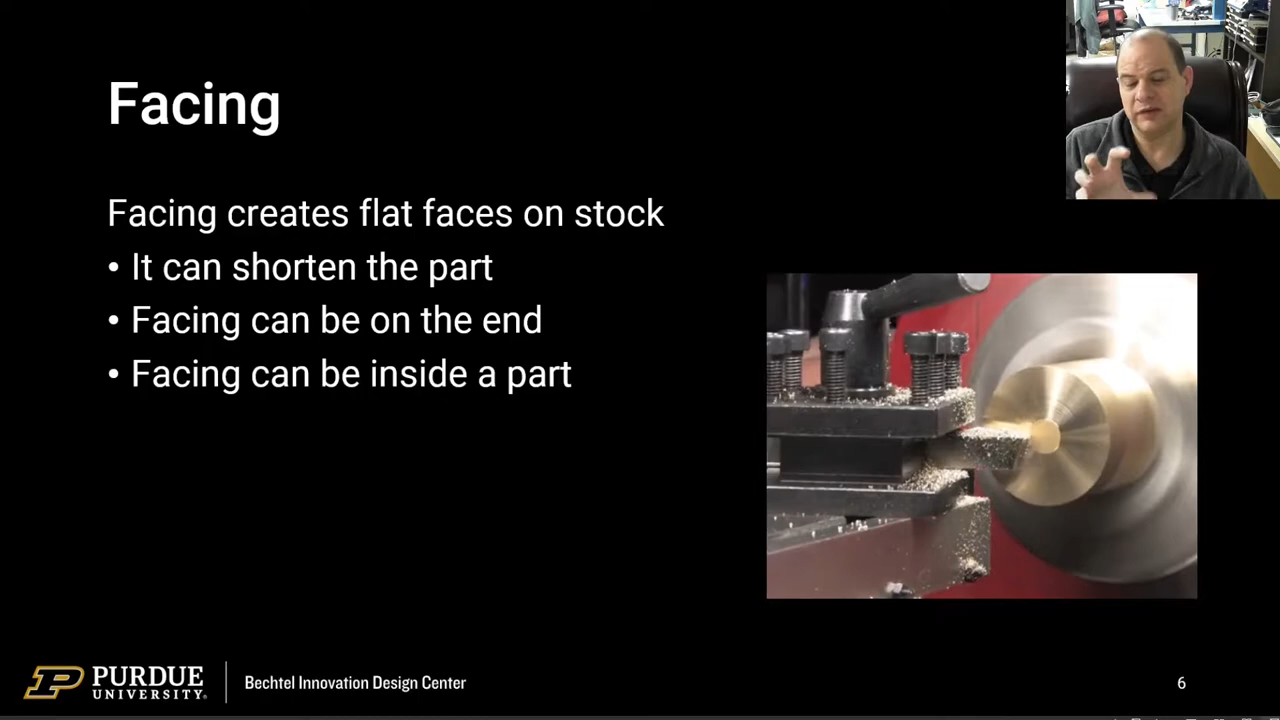 Facing
Facing creates flat faces on stock
• It can shorten the part
• Facing can be on the end
• Facing can be inside a part
PURDUE
UNIVERSITY®
Bechtel Innovation Design Center
6